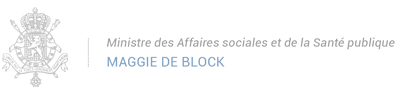 Ministre des Affaires sociales et de la Santé publique
MAGGIE DE BLOCK